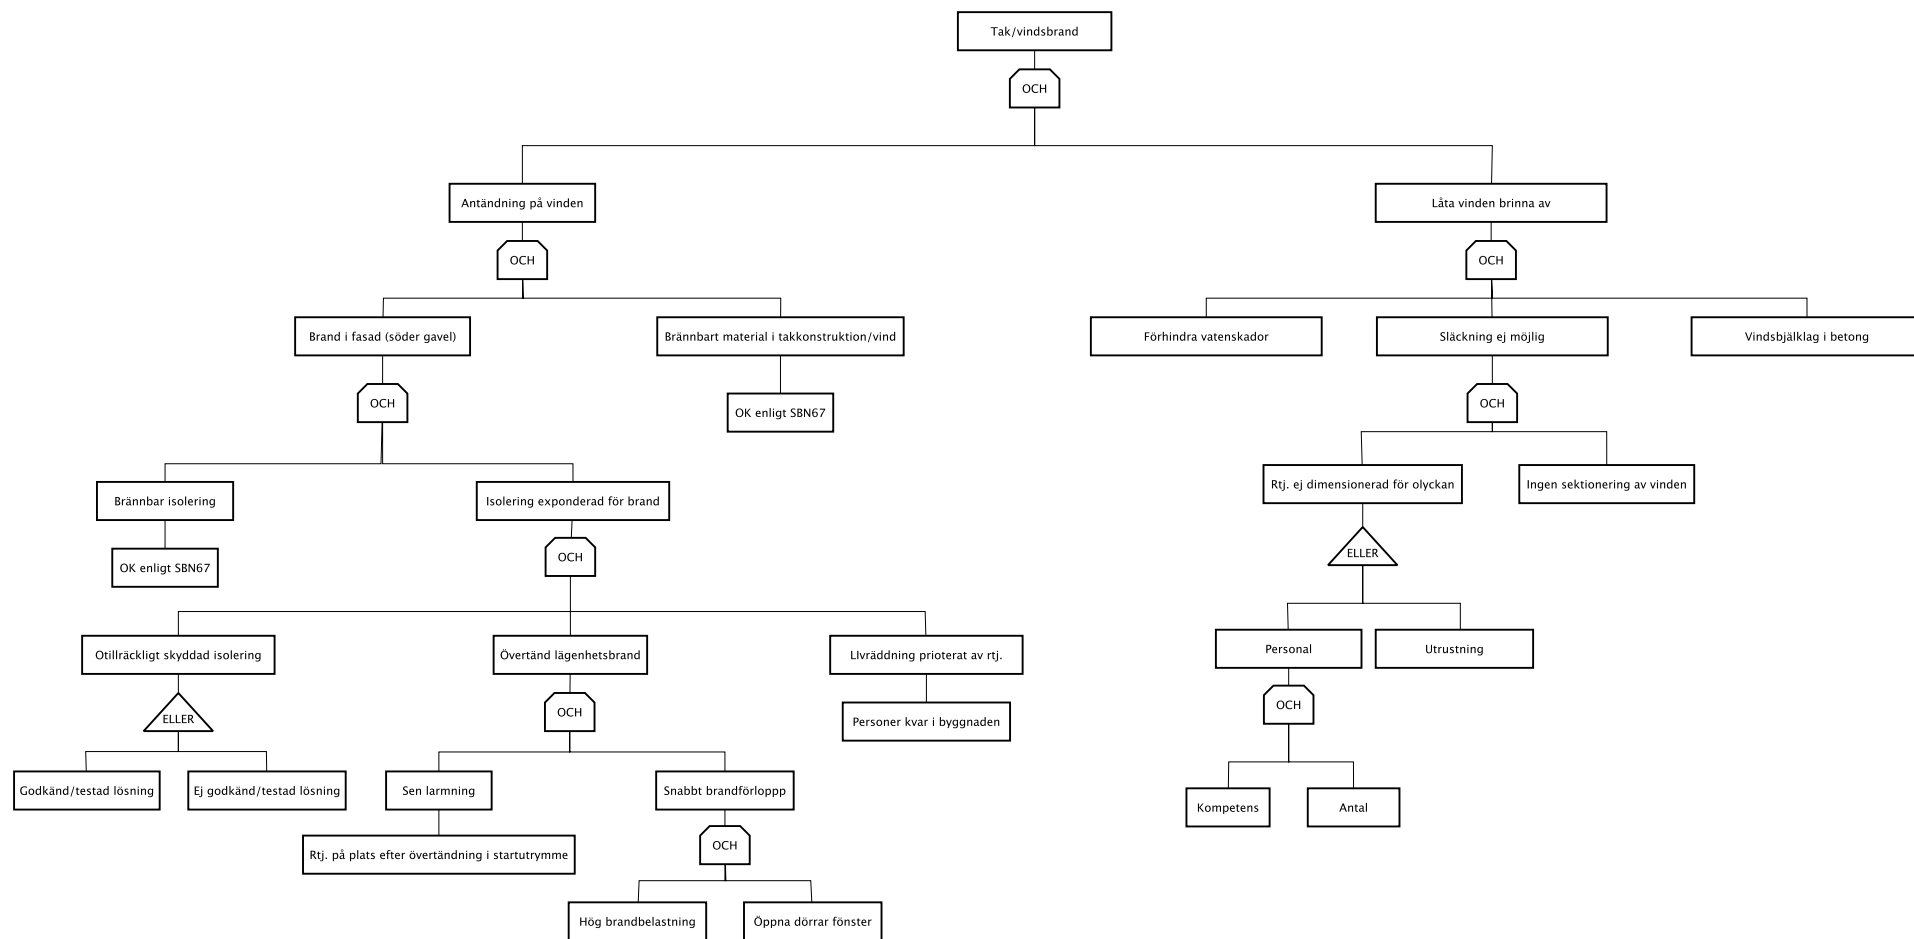 Tak/vindsbrand
OCH
Antändning på vinden
Låta vinden brinna av
OCH
OCH
Brand i fasad (söder gavel)
Brännbart material i takkonstruktion/vind
Förhindra vatenskador
Släckning ej möjlig
Vindsbjälklag i betong
OCH
OK enligt SBN67
OCH
Brännbar isolering
Isolering exponderad för brand
Rtj. ej dimensionerad för olyckan
Ingen sektionering av vinden
OK enligt SBN67
OCH
ELLER
Otillräckligt skyddad isolering
Övertänd lägenhetsbrand
LIvräddning prioterat av rtj.
Personal
Utrustning
ELLER
OCH
Personer kvar i byggnaden
OCH
Godkänd/testad lösning
Ej godkänd/testad lösning
Sen larmning
Snabbt brandförloppp
Kompetens
Antal
Rtj. på plats efter övertändning i startutrymme
OCH
Hög brandbelastning
Öppna dörrar fönster